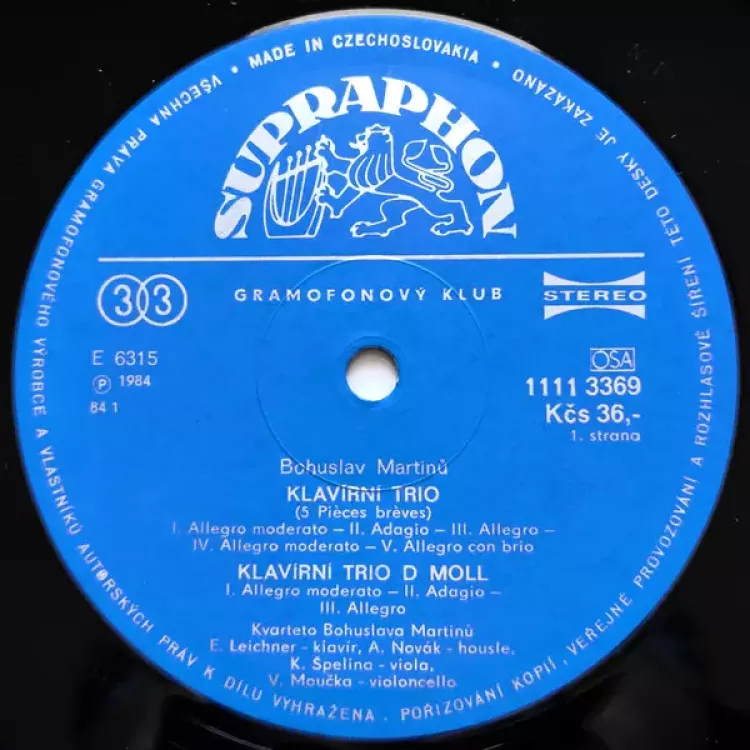 • MADE IN CZECHOSLOVAKIA •
VŠECHNA PRÁVA GRAMOFONOVÉHO VÝROBCE A VLASTNÍKŮ AUTORSKÝCH PRÁV K DÍLU VYHRAŽENA. POŘIZOVÁNÍ KOPIÍ, VEŘEJNÉ PROVOZOVÁNÍ A ROZHLASOVÉ ŠÍŘENÍ TÉTO DESKY JE ZAKÁZÁNO
SUPRAPHON
33
GRAMOFONOVÝ KLUB
STEREO
E 6315
Ⓟ 1984
84 1
OSA
1111 3369
Kčs 36,-
1. strana
Bohuslav Martinů
KLAVÍRNÍ TRIO
(5 Pièces brèves)
I. Allegro moderato – II. Adagio – III. Allegro –
IV. Allegro moderato – V. Allegro con brio
KLAVÍRNÍ TRIO D MOLL
I. Allegro moderato – II. Adagio –
III. Allegro
Kvarteto Bohuslava Martinů
E. Leichner - klavír, A. Novák - housle,
K. Špelina - viola,
V. Moučka - violoncello